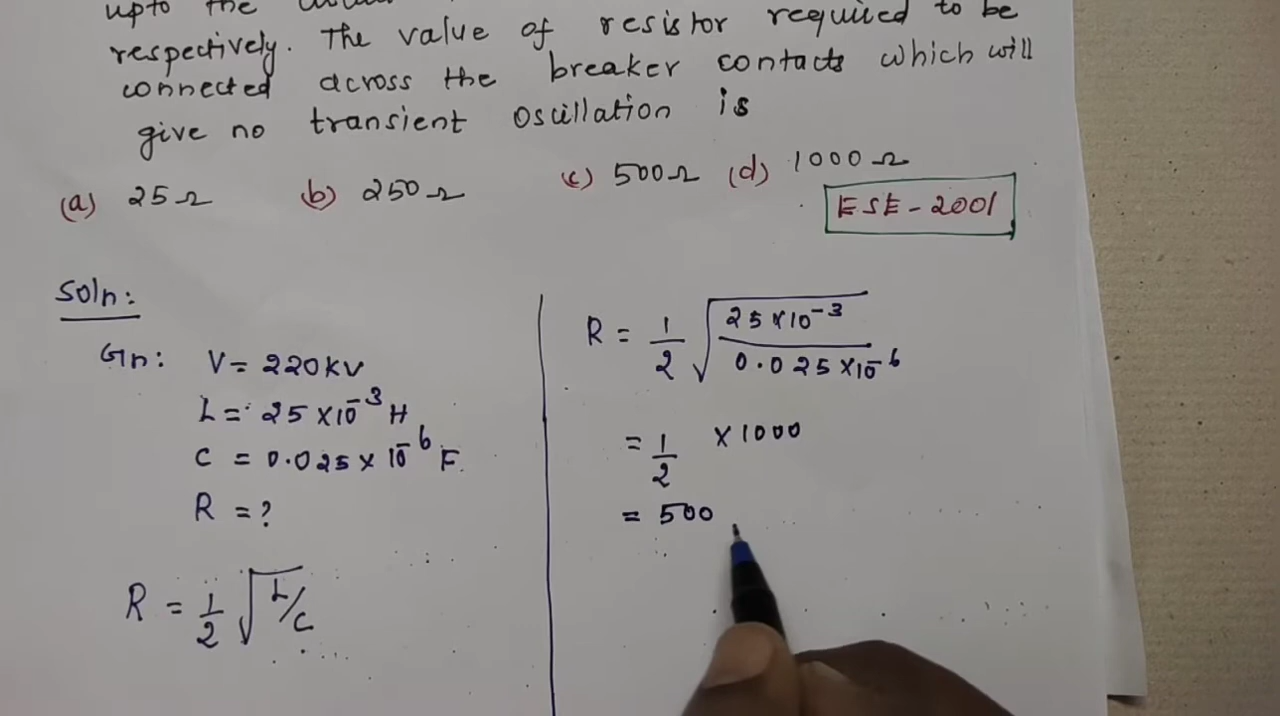 upto the
respectively. The value of resistor required to be
connected across the breaker contacts which will
give no transient oscillation is
(a) 25Ω (b) 250Ω (c) 500Ω (d) 1000Ω
ESE-2001
Soln:
Gn: V = 220KV
L = 25×10⁻³ H
C = 0.025×10⁻⁶ F.
R = ?
R = 1/2 √L/C
R = 1/2 √25×10⁻³/0.025×10⁻⁶
= 1/2 ×1000
= 500